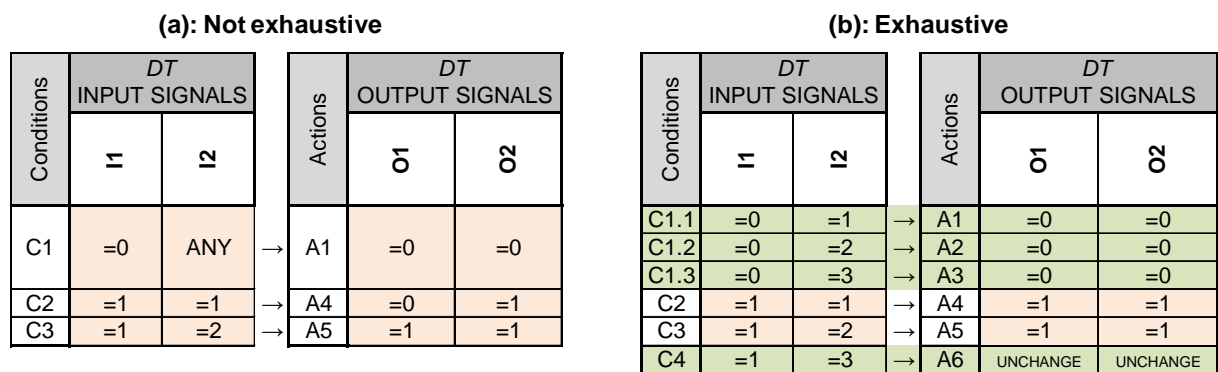 (a): Not exhaustive
Conditions
DT
INPUT SIGNALS
I1
I2
Actions
DT
OUTPUT SIGNALS
O1
O2
C1 =0 ANY → A1 =0 =0
C2 =1 =1 → A4 =0 =1
C3 =1 =2 → A5 =1 =1
(b): Exhaustive
Conditions
DT
INPUT SIGNALS
I1
I2
Actions
DT
OUTPUT SIGNALS
O1
O2
C1.1 =0 =1 → A1 =0 =0
C1.2 =0 =2 → A2 =0 =0
C1.3 =0 =3 → A3 =0 =0
C2 =1 =1 → A4 =1 =1
C3 =1 =2 → A5 =1 =1
C4 =1 =3 → A6 UNCHANGE UNCHANGE